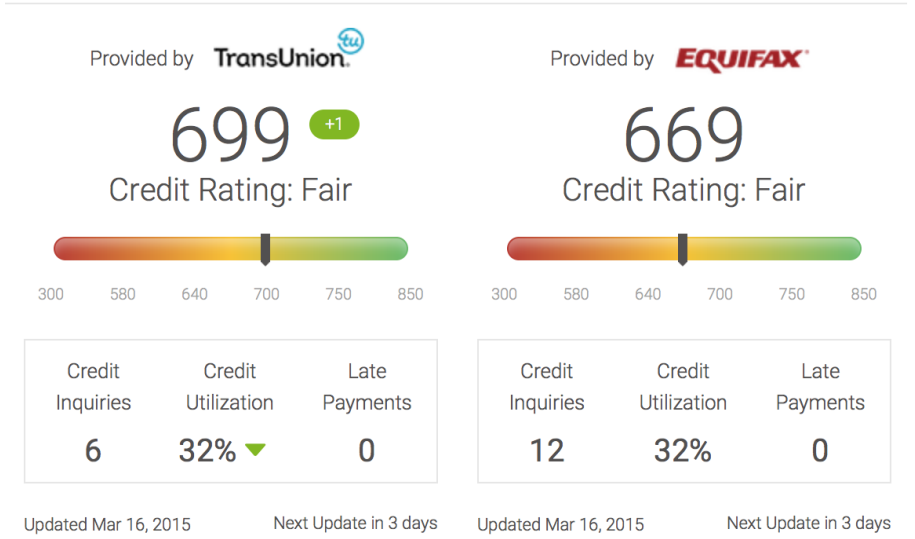 Provided by TransUnion. tu
699 +1
Credit Rating: Fair
300 580 640 700 750 850
Credit Inquiries
6
Credit Utilization
32%
Late Payments
0
Updated Mar 16, 2015 Next Update in 3 days
Provided by EQUIFAX
669
Credit Rating: Fair
300 580 640 700 750 850
Credit Inquiries
12
Credit Utilization
32%
Late Payments
0
Updated Mar 16, 2015 Next Update in 3 days